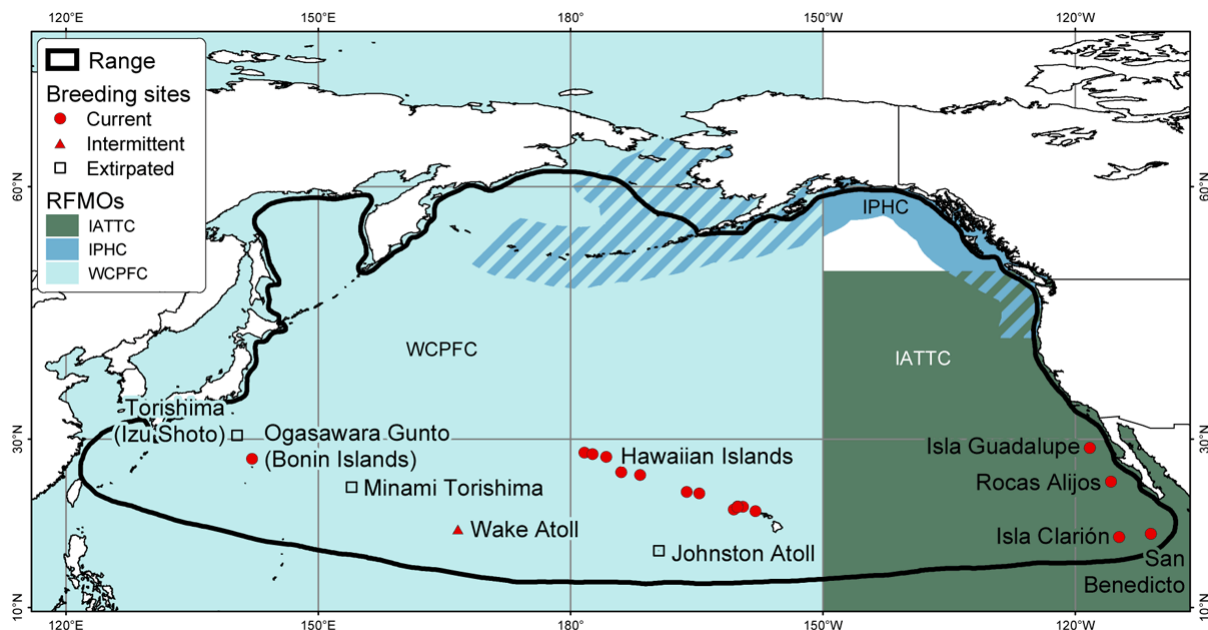 120°E
150°E
180°
150°W
120°W
Range
Breeding sites
Current
Intermittent
Extirpated
RFMOs
IATTC
IPHC
WCPFC
60°N
60°N
IPHC
WCPFC
IATTC
Torishima
(Izu Shoto)
Ogasawara Gunto
(Bonin Islands)
Minami Torishima
Wake Atoll
Hawaiian Islands
Johnston Atoll
Isla Guadalupe
Rocas Alijos
Isla Clarión
San
Benedicto
30°N
30°N
10°N
10°N
120°E
150°E
180°
150°W
120°W